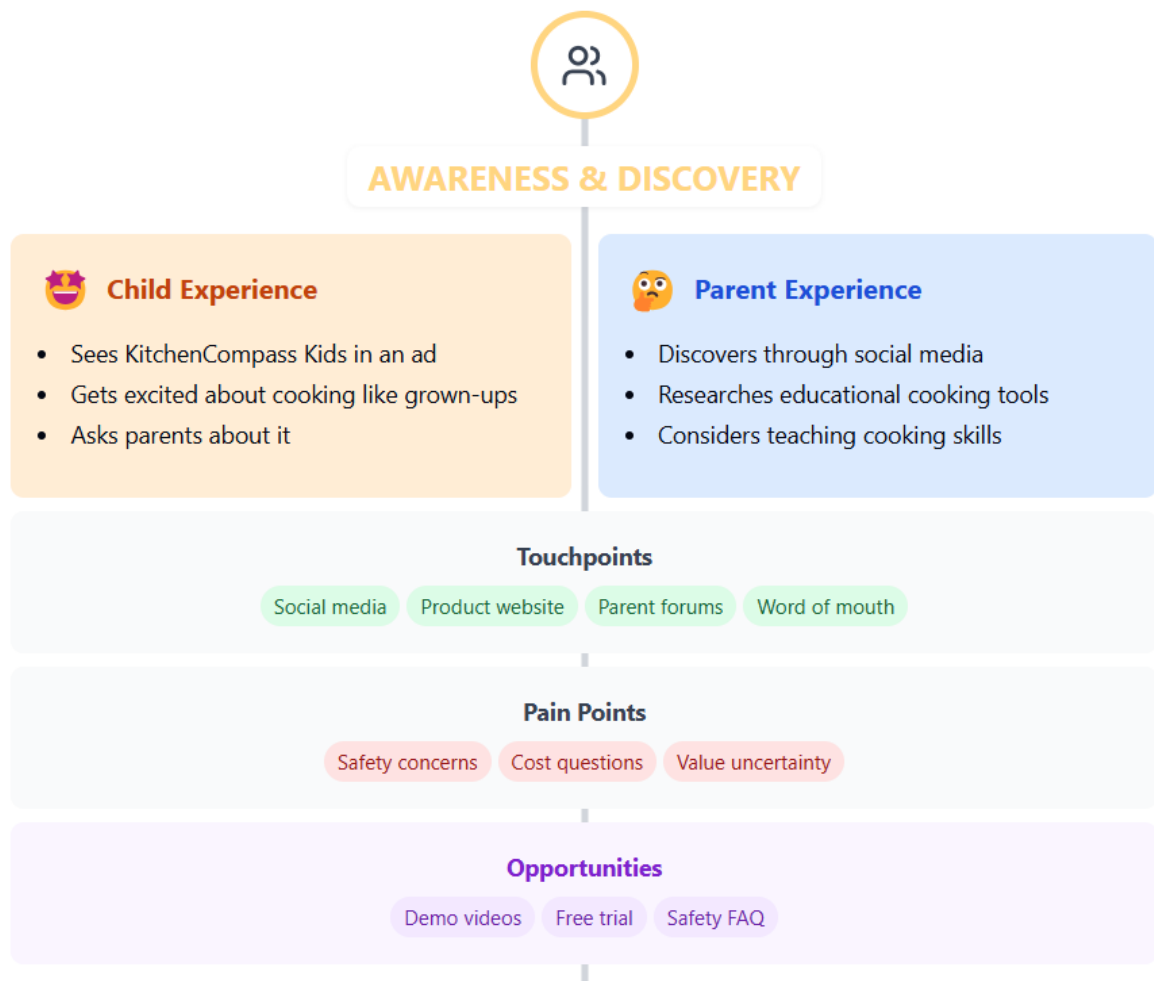 AWARENESS & DISCOVERY
Child Experience
• Sees KitchenCompass Kids in an ad
• Gets excited about cooking like grown-ups
• Asks parents about it
Parent Experience
• Discovers through social media
• Researches educational cooking tools
• Considers teaching cooking skills
Touchpoints
Social media Product website Parent forums Word of mouth
Pain Points
Safety concerns Cost questions Value uncertainty
Opportunities
Demo videos Free trial Safety FAQ